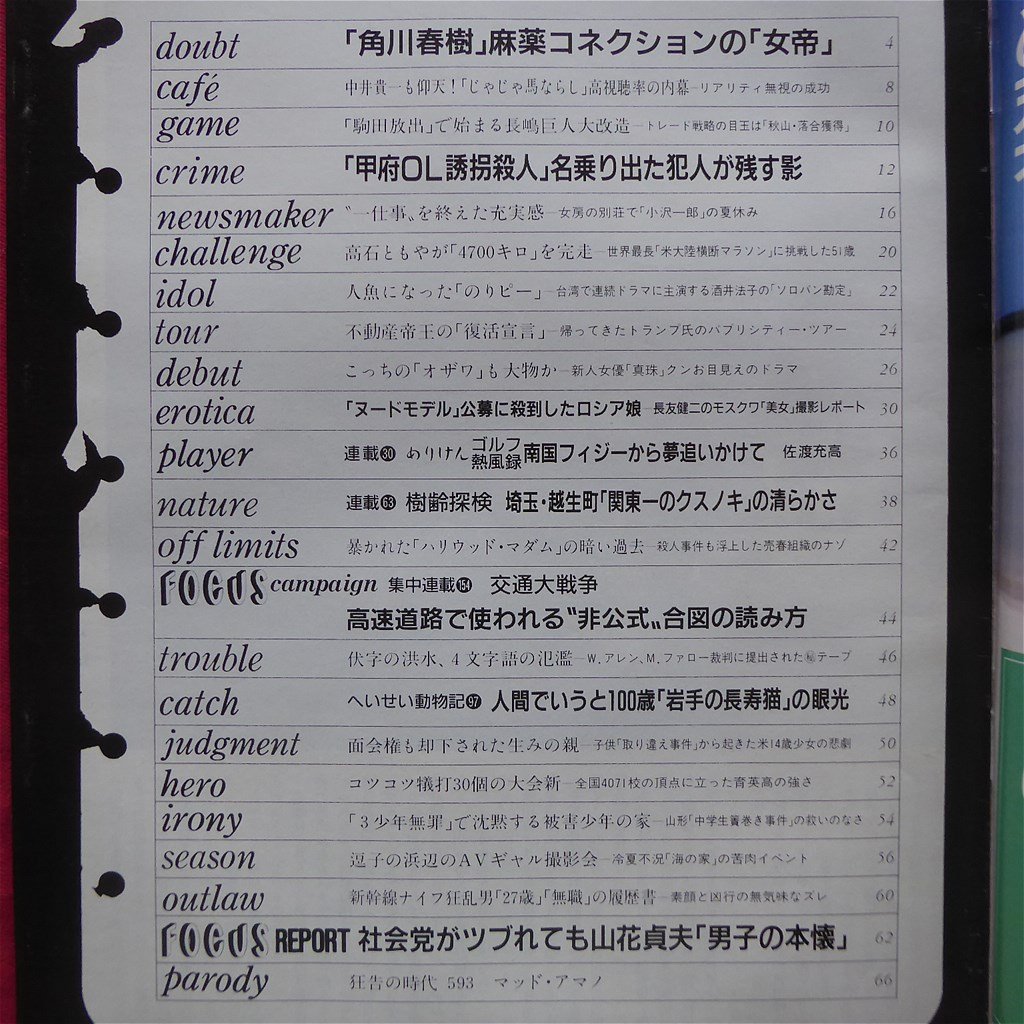 doubt 「角川春樹」麻薬コネクションの「女帝」 4
café 中井貴一も仰天!「じゃじゃ馬ならし」高視聴率の内幕―リアリティ無視の成功 8
game 「駒田放出」で始まる長嶋巨人大改造―トレード戦略の目玉は「秋山・落合獲得」 10
crime 「甲府OL誘拐殺人」名乗り出た犯人が残す影 12
newsmaker 〝一仕事〟を終えた充実感―女房の別荘で「小沢一郎」の夏休み 16
challenge 高石ともやが「4700キロ」を完走―世界最長「米大陸横断マラソン」に挑戦した51歳 20
idol 人魚になった「のりピー」―台湾で連続ドラマに主演する酒井法子の「ソロバン勘定」 22
tour 不動産帝王の「復活宣言」―帰ってきたトランプ氏のパブリシティー・ツアー 24
debut こっちの「オザワ」も大物か―新人女優「真珠」クンお目見えのドラマ 26
erotica 「ヌードモデル」公募に殺到したロシア娘 長友健二のモスクワ「美女」撮影レポート 30
player 連載㉚ ありけん ゴルフ熱風録 南国フィジーから夢追いかけて 佐渡充高 36
nature 連載63 樹齢探検 埼玉・越生町「関東一のクスノキ」の清らかさ 38
off limits 暴かれた「ハリウッド・マダム」の暗い過去―殺人事件も浮上した売春組織のナゾ 42
FOCUS campaign 集中連載154 交通大戦争
高速道路で使われる〝非公式〟合図の読み方 44
trouble 伏字の洪水、4文字語の氾濫―W.アレン、M.ファロー裁判に提出された㊙テープ 46
catch へいせい動物記97 人間でいうと100歳「岩手の長寿猫」の眼光 48
judgment 面会権も却下された生みの親―子供「取り違え事件」から起きた米14歳少女の悲劇 50
hero コツコツ犠打30個の大会新―全国4071校の頂点に立った育英高の強さ 52
irony 「3少年無罪」で沈黙する被害少年の家―山形「中学生簀巻き事件」の救いのなさ 54
season 逗子の浜辺のAVギャル撮影会―冷夏不況「海の家」の苦肉イベント 56
outlaw 新幹線ナイフ狂乱男「27歳」「無職」の履歴書―素顔と凶行の無気味なズレ 60
FOCUS REPORT 社会党がツブれても山花貞夫「男子の本懐」 62
parody 狂告の時代 593 マッド・アマノ 66